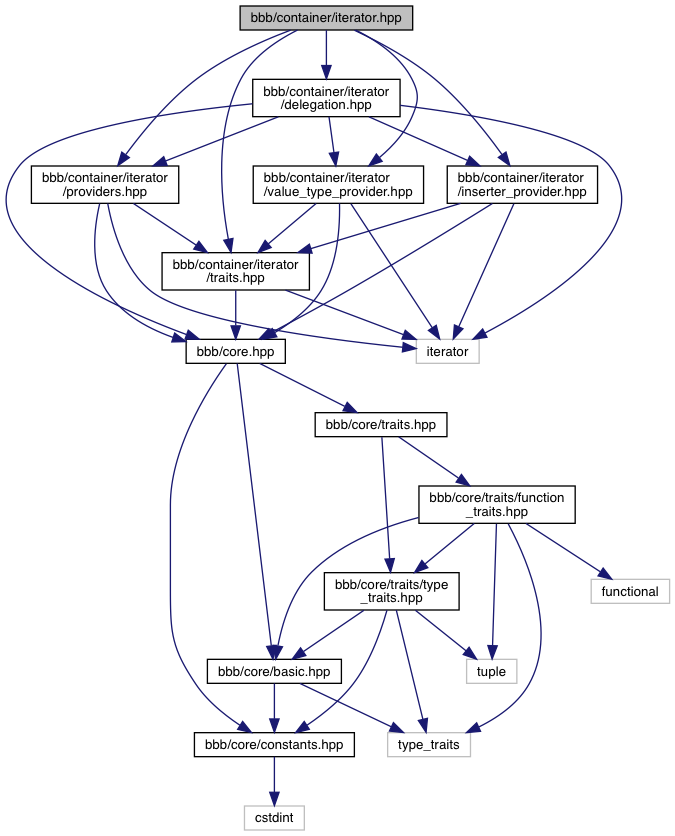 bbb/container/iterator.hpp
bbb/container/iterator
/delegation.hpp
bbb/container/iterator
/providers.hpp
bbb/container/iterator
/value_type_provider.hpp
bbb/container/iterator
/inserter_provider.hpp
bbb/container/iterator
/traits.hpp
bbb/core.hpp
iterator
bbb/core/traits.hpp
bbb/core/traits/function
_traits.hpp
bbb/core/traits/type
_traits.hpp
functional
bbb/core/basic.hpp
tuple
bbb/core/constants.hpp
type_traits
cstdint